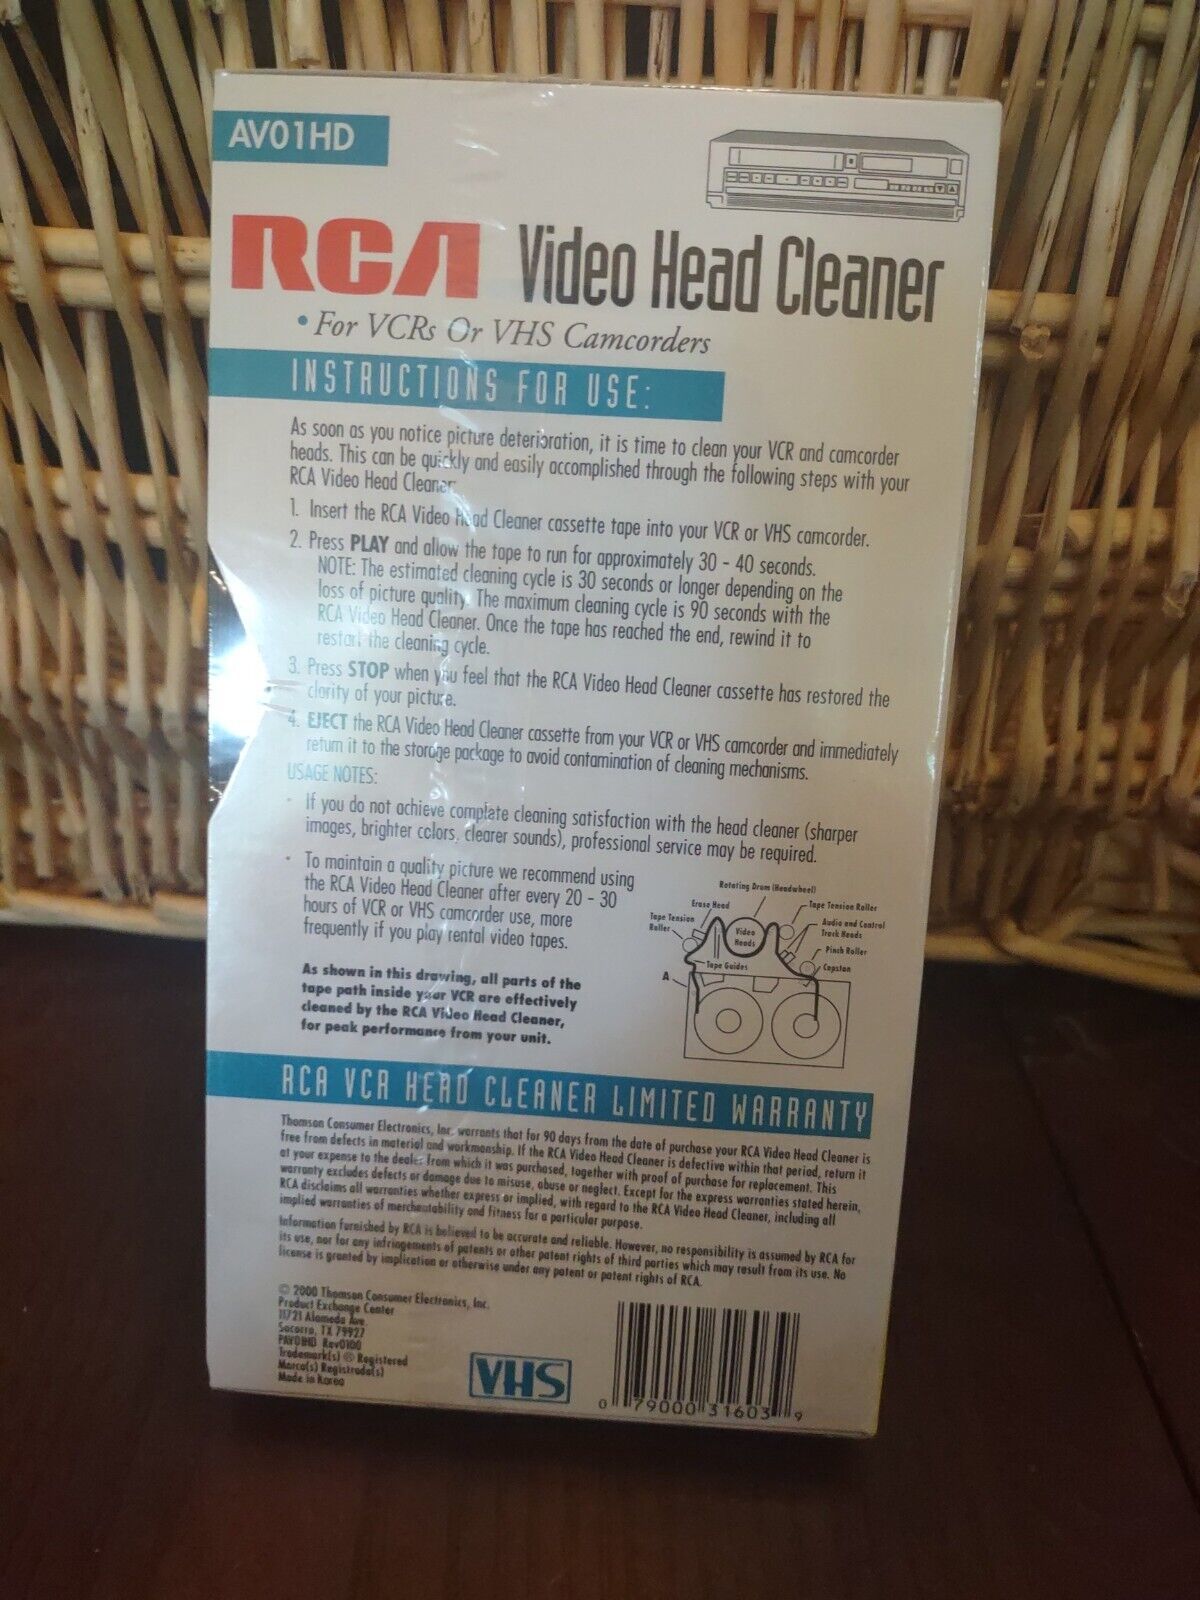 AV01HD
RCA Video Head Cleaner
• For VCRs Or VHS Camcorders
INSTRUCTIONS FOR USE:
As soon as you notice picture deterioration, it is time to clean your VCR and camcorder
heads. This can be quickly and easily accomplished through the following steps with your
RCA Video Head Cleaner:
1. Insert the RCA Video Head Cleaner cassette tape into your VCR or VHS camcorder.
2. Press PLAY and allow the tape to run for approximately 30 - 40 seconds.
NOTE: The estimated cleaning cycle is 30 seconds or longer depending on the
loss of picture quality. The maximum cleaning cycle is 90 seconds with the
RCA Video Head Cleaner. Once the tape has reached the end, rewind it to
restart the cleaning cycle.
3. Press STOP when you feel that the RCA Video Head Cleaner cassette has restored the
clarity of your picture.
4. EJECT the RCA Video Head Cleaner cassette from your VCR or VHS camcorder and immediately
return it to the storage package to avoid contamination of cleaning mechanisms.
USAGE NOTES:
- If you do not achieve complete cleaning satisfaction with the head cleaner (sharper
images, brighter colors, clearer sounds), professional service may be required.
- To maintain a quality picture we recommend using
the RCA Video Head Cleaner after every 20 - 30
hours of VCR or VHS camcorder use, more
frequently if you play rental video tapes.
As shown in this drawing, all parts of the
tape path inside your VCR are effectively
cleaned by the RCA Video Head Cleaner,
for peak performance from your unit.
Rotating Drum (Headwheel)
Erase Head
Tape Tension Roller
Tape Tension
Roller
Video
Heads
Audio and Control
Track Heads
Pinch Roller
Tape Guides
Capstan
A
RCA VCR HEAD CLEANER LIMITED WARRANTY
Thomson Consumer Electronics, Inc. warrants that for 90 days from the date of purchase your RCA Video Head Cleaner is
free from defects in material and workmanship. If the RCA Video Head Cleaner is defective within that period, return it
at your expense to the dealer from which it was purchased, together with proof of purchase for replacement. This
warranty excludes defects or damage due to misuse, abuse or neglect. Except for the express warranties stated herein,
RCA disclaims all warranties whether express or implied, with regard to the RCA Video Head Cleaner, including all
implied warranties of merchantability and fitness for a particular purpose.
Information furnished by RCA is believed to be accurate and reliable. However, no responsibility is assumed by RCA for
its use, nor for any infringements of patents or other patent rights of third parties which may result from its use. No
license is granted by implication or otherwise under any patent or patent rights of RCA.
© 2000 Thomson Consumer Electronics, Inc.
Product Exchange Center
11721 Alameda Ave.
Socorro, TX 79927
PAV01HD Rev0100
Trademark(s) ® Registered
Marca(s) Registrada(s)
Made in Korea
VHS
0 79000 31603 9